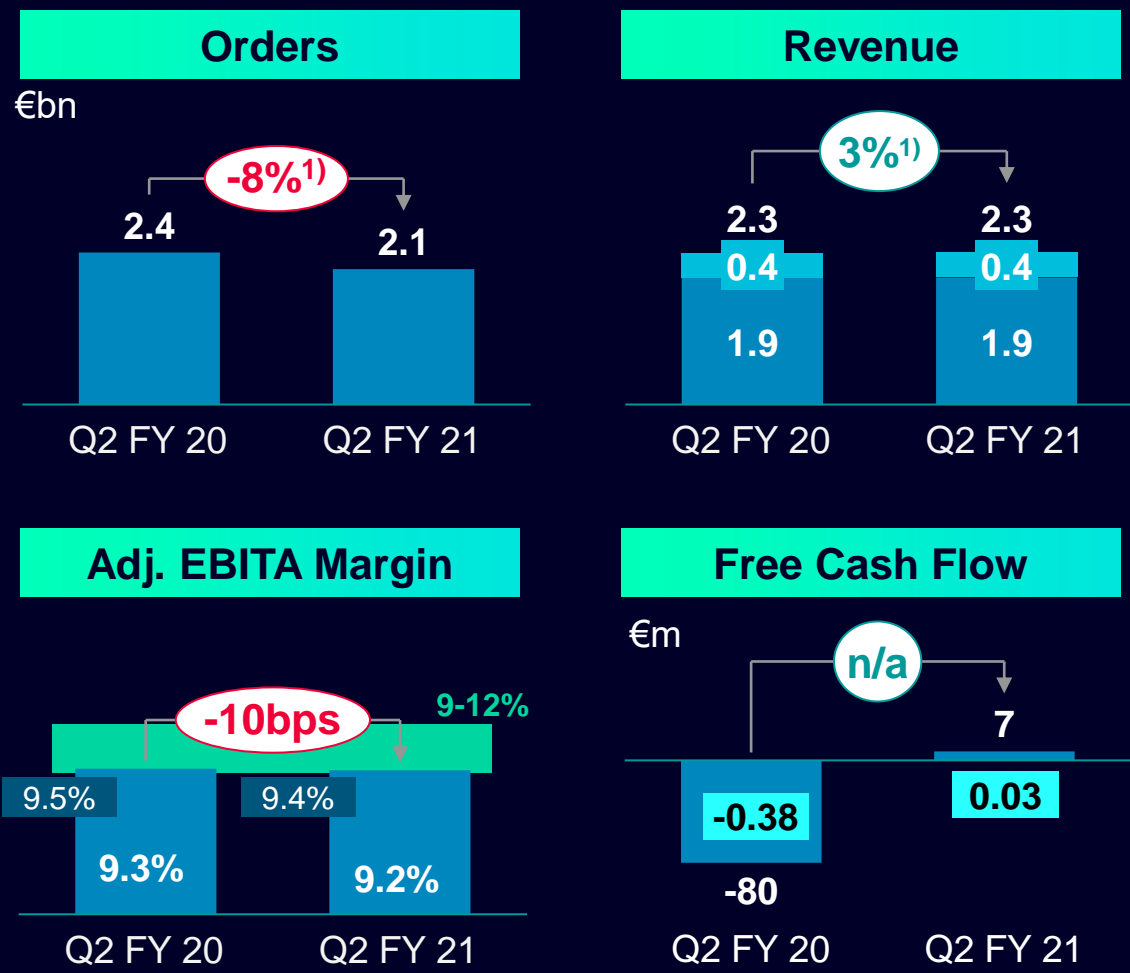 Orders
€bn
-8%1)
2.4
2.1
Q2 FY 20
Q2 FY 21
Revenue
3%1)
2.3
2.3
0.4
0.4
1.9
1.9
Q2 FY 20
Q2 FY 21
Adj. EBITA Margin
9-12%
-10bps
9.5%
9.4%
9.3%
9.2%
Q2 FY 20
Q2 FY 21
Free Cash Flow
€m
n/a
7
-0.38
0.03
-80
Q2 FY 20
Q2 FY 21